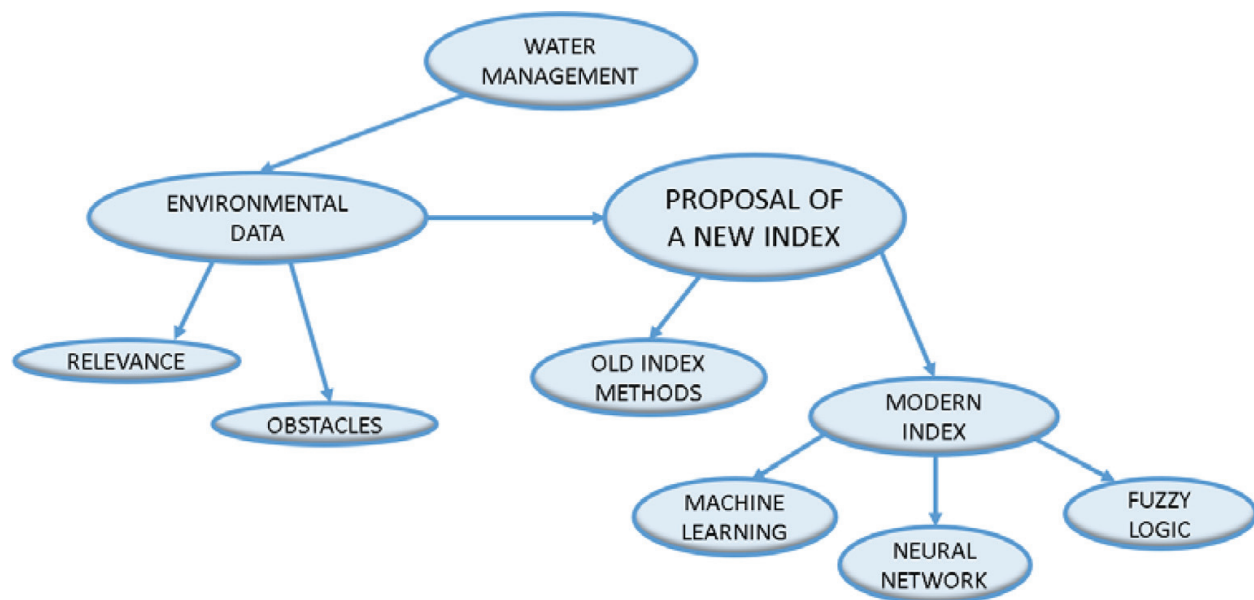 WATER
MANAGEMENT
ENVIRONMENTAL
DATA
PROPOSAL OF
A NEW INDEX
RELEVANCE
OBSTACLES
OLD INDEX
METHODS
MODERN
INDEX
MACHINE
LEARNING
NEURAL
NETWORK
FUZZY
LOGIC